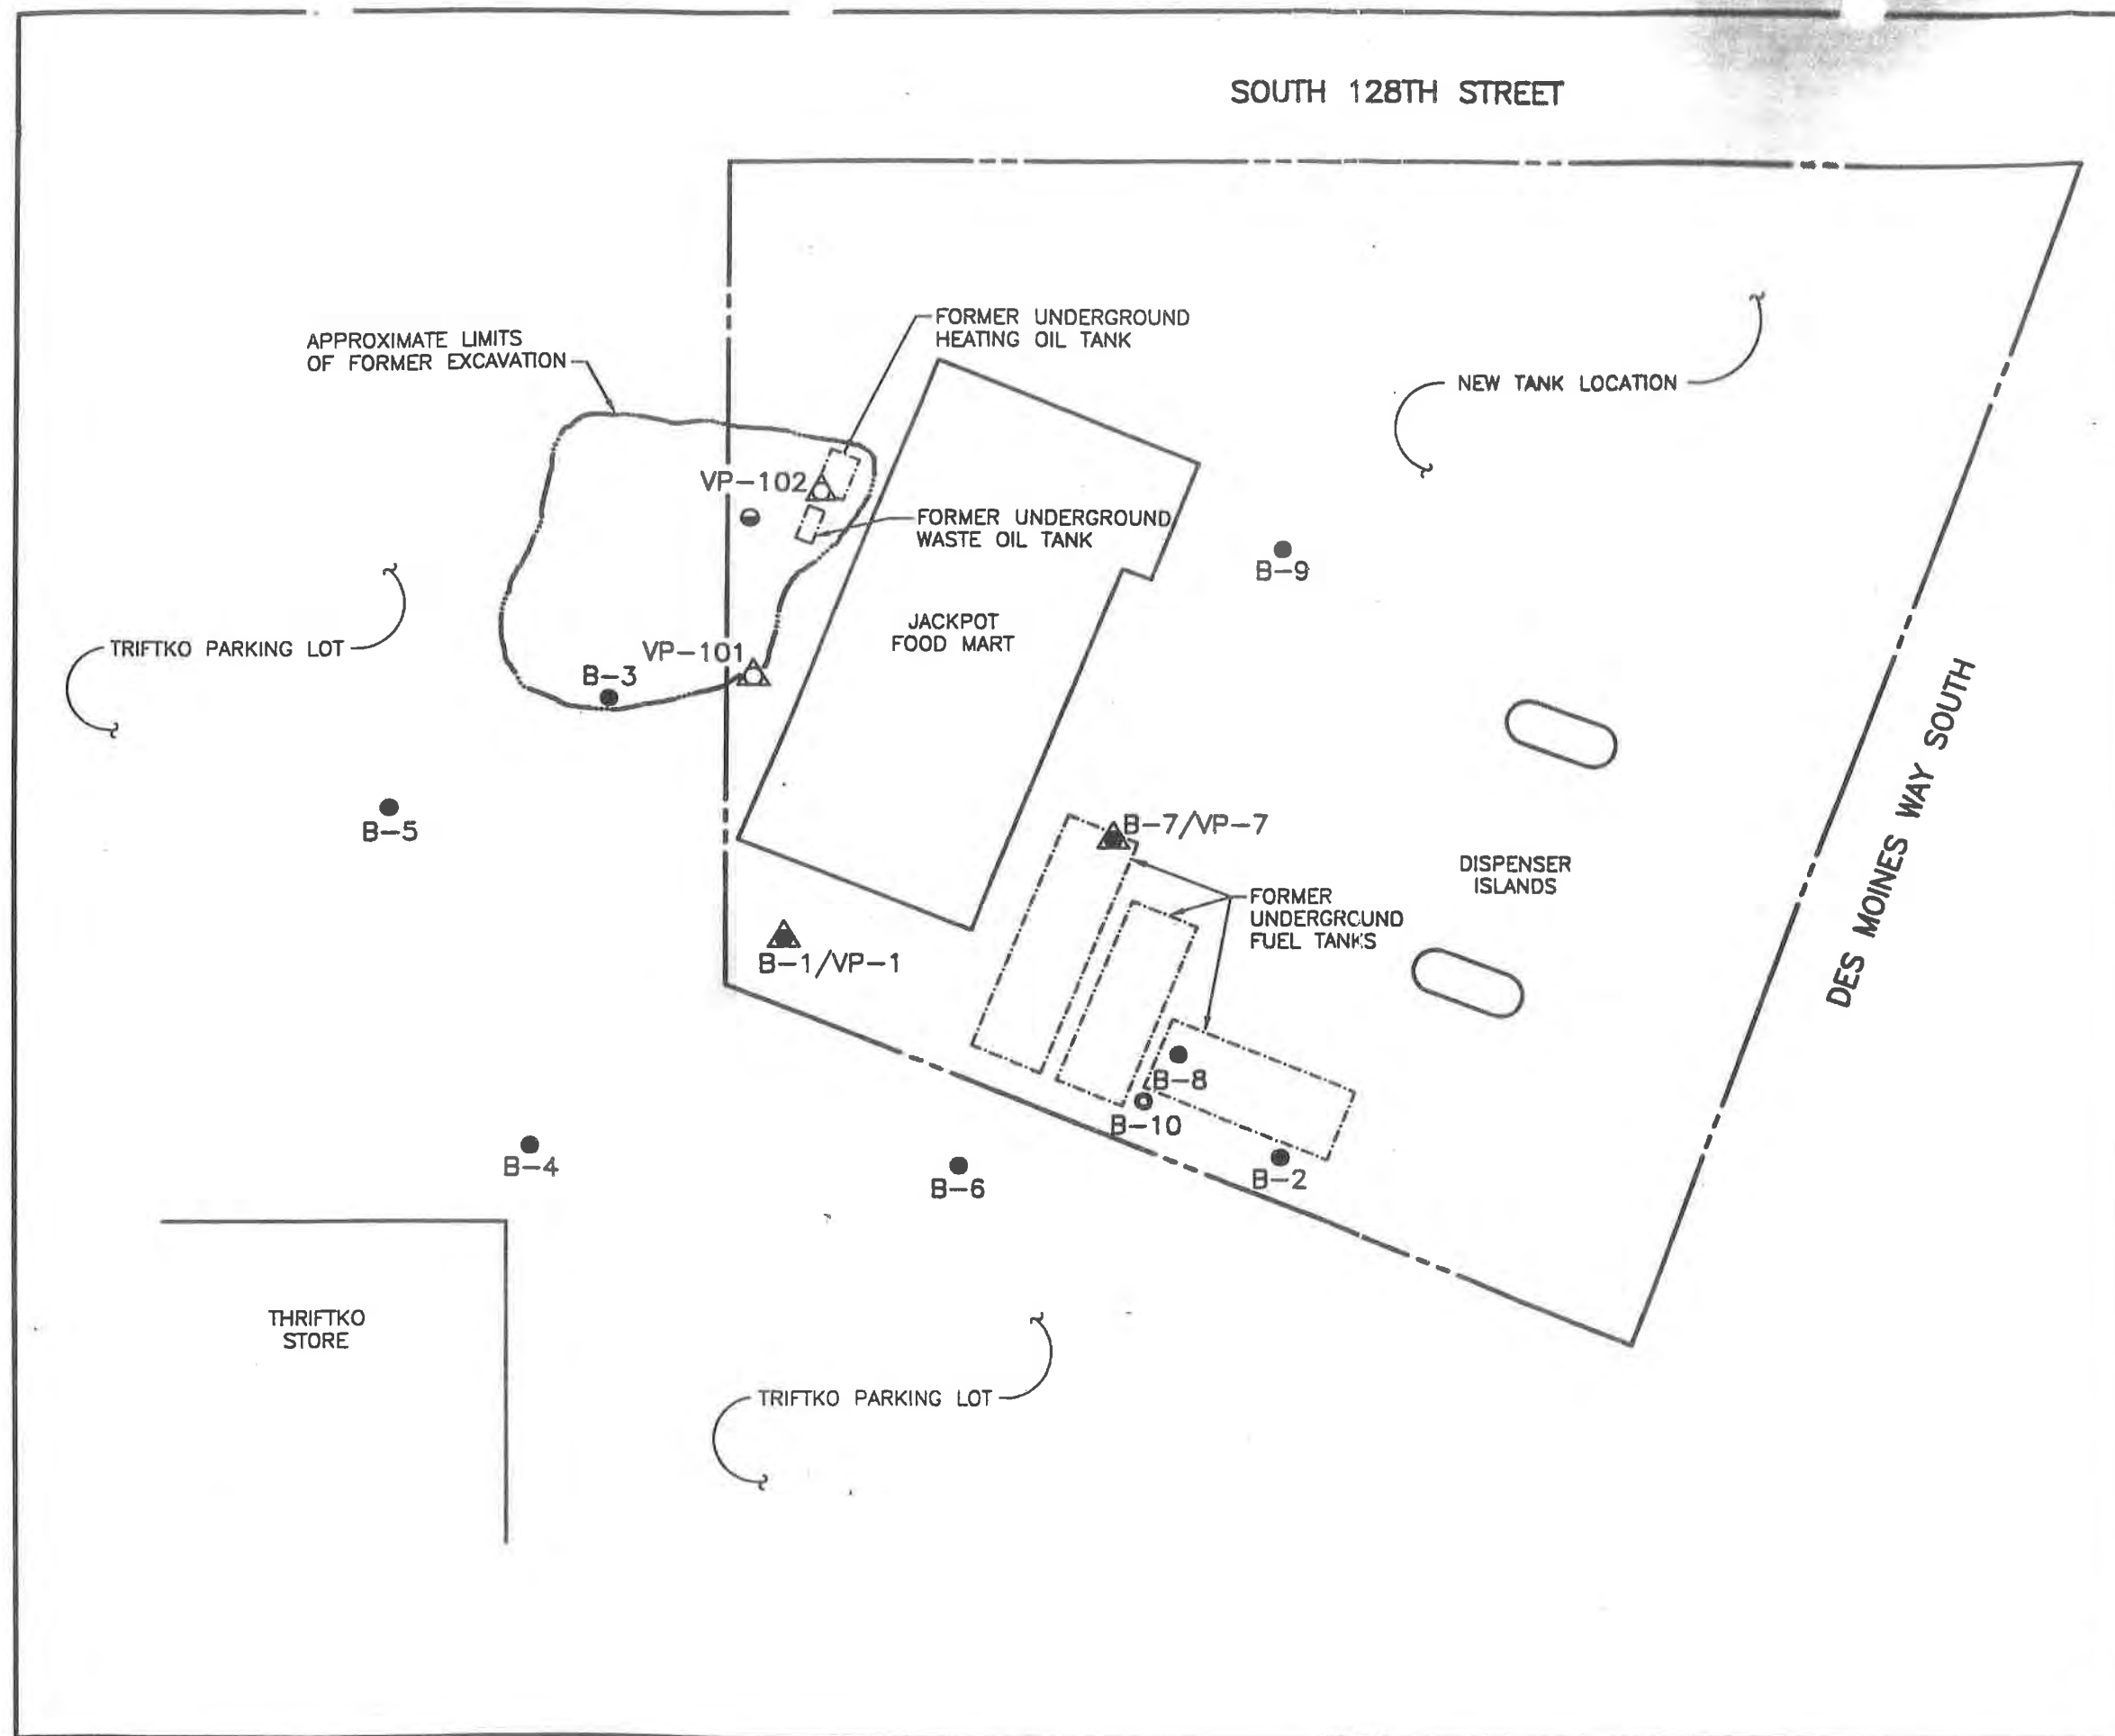 SOUTH 128TH STREET
FORMER UNDERGROUND
HEATING OIL TANK
APPROXIMATE LIMITS
OF FORMER EXCAVATION
NEW TANK LOCATION
VP-102
FORMER UNDERGROUND
WASTE OIL TANK
B-9
JACKPOT
FOOD MART
TRIFTKO PARKING LOT
VP-101
B-3
DES MOINES WAY SOUTH
B-5
B-7/VP-7
DISPENSER
ISLANDS
FORMER
UNDERGROUND
FUEL TANKS
B-1/VP-1
B-8
B-10
B-4
B-6
B-2
THRIFTKO
STORE
TRIFTKO PARKING LOT